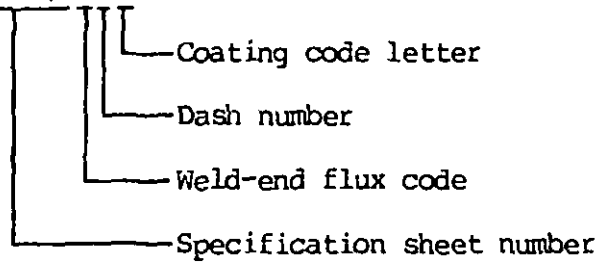 Coating code letter
Dash number
Weld-end flux code
Specification sheet number